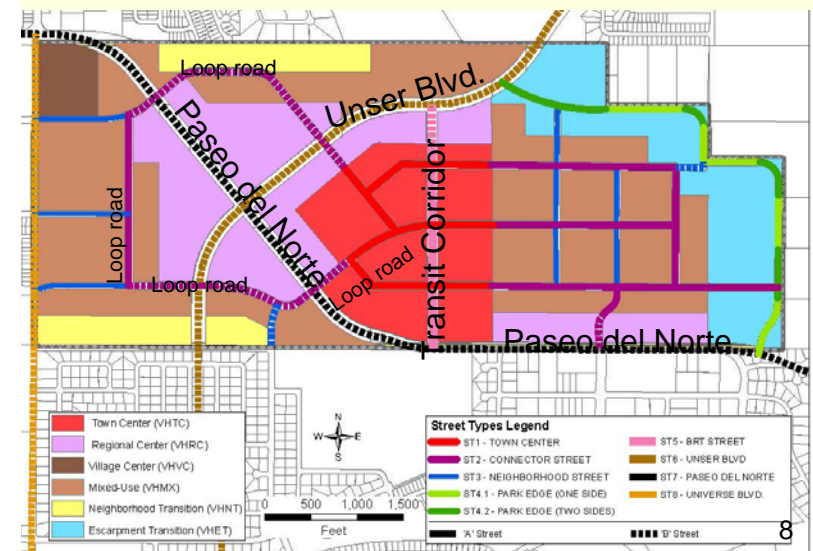 Loop road
Unser Blvd.
Paseo del Norte
Loop road
Transit Corridor
Loop road
Loop road
Paseo del Norte
Town Center (VHTC)
Regional Center (VHRC)
Village Center (VHVC)
Mixed-Use (VHMX)
Neighborhood Transition (VHNT)
Escarpment Transition (VHET)
N
W E
S
0 500 1,000 1,500
Feet
Street Types Legend
ST1 - TOWN CENTER
ST2 - CONNECTOR STREET
ST3 - NEIGHBORHOOD STREET
ST4.1 - PARK EDGE (ONE SIDE)
ST4.2 - PARK EDGE (TWO SIDES)
ST5 - BRT STREET
ST6 - UNSER BLVD
ST7 - PASEO DEL NORTE
ST8 - UNIVERSE BLVD.
'A' Street
'B' Street
8